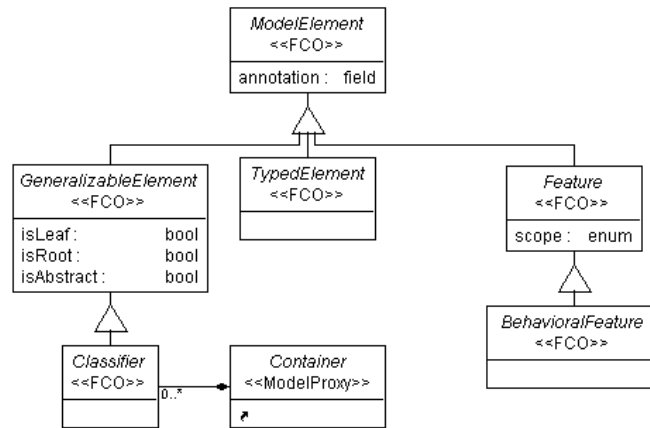 ModelElement
<<FCO>>
annotation : field
GeneralizableElement
<<FCO>>
isLeaf : bool
isRoot : bool
isAbstract : bool
TypedElement
<<FCO>>
Feature
<<FCO>>
scope : enum
BehavioralFeature
<<FCO>>
Classifier
<<FCO>>
0..*
Container
<<ModelProxy>>